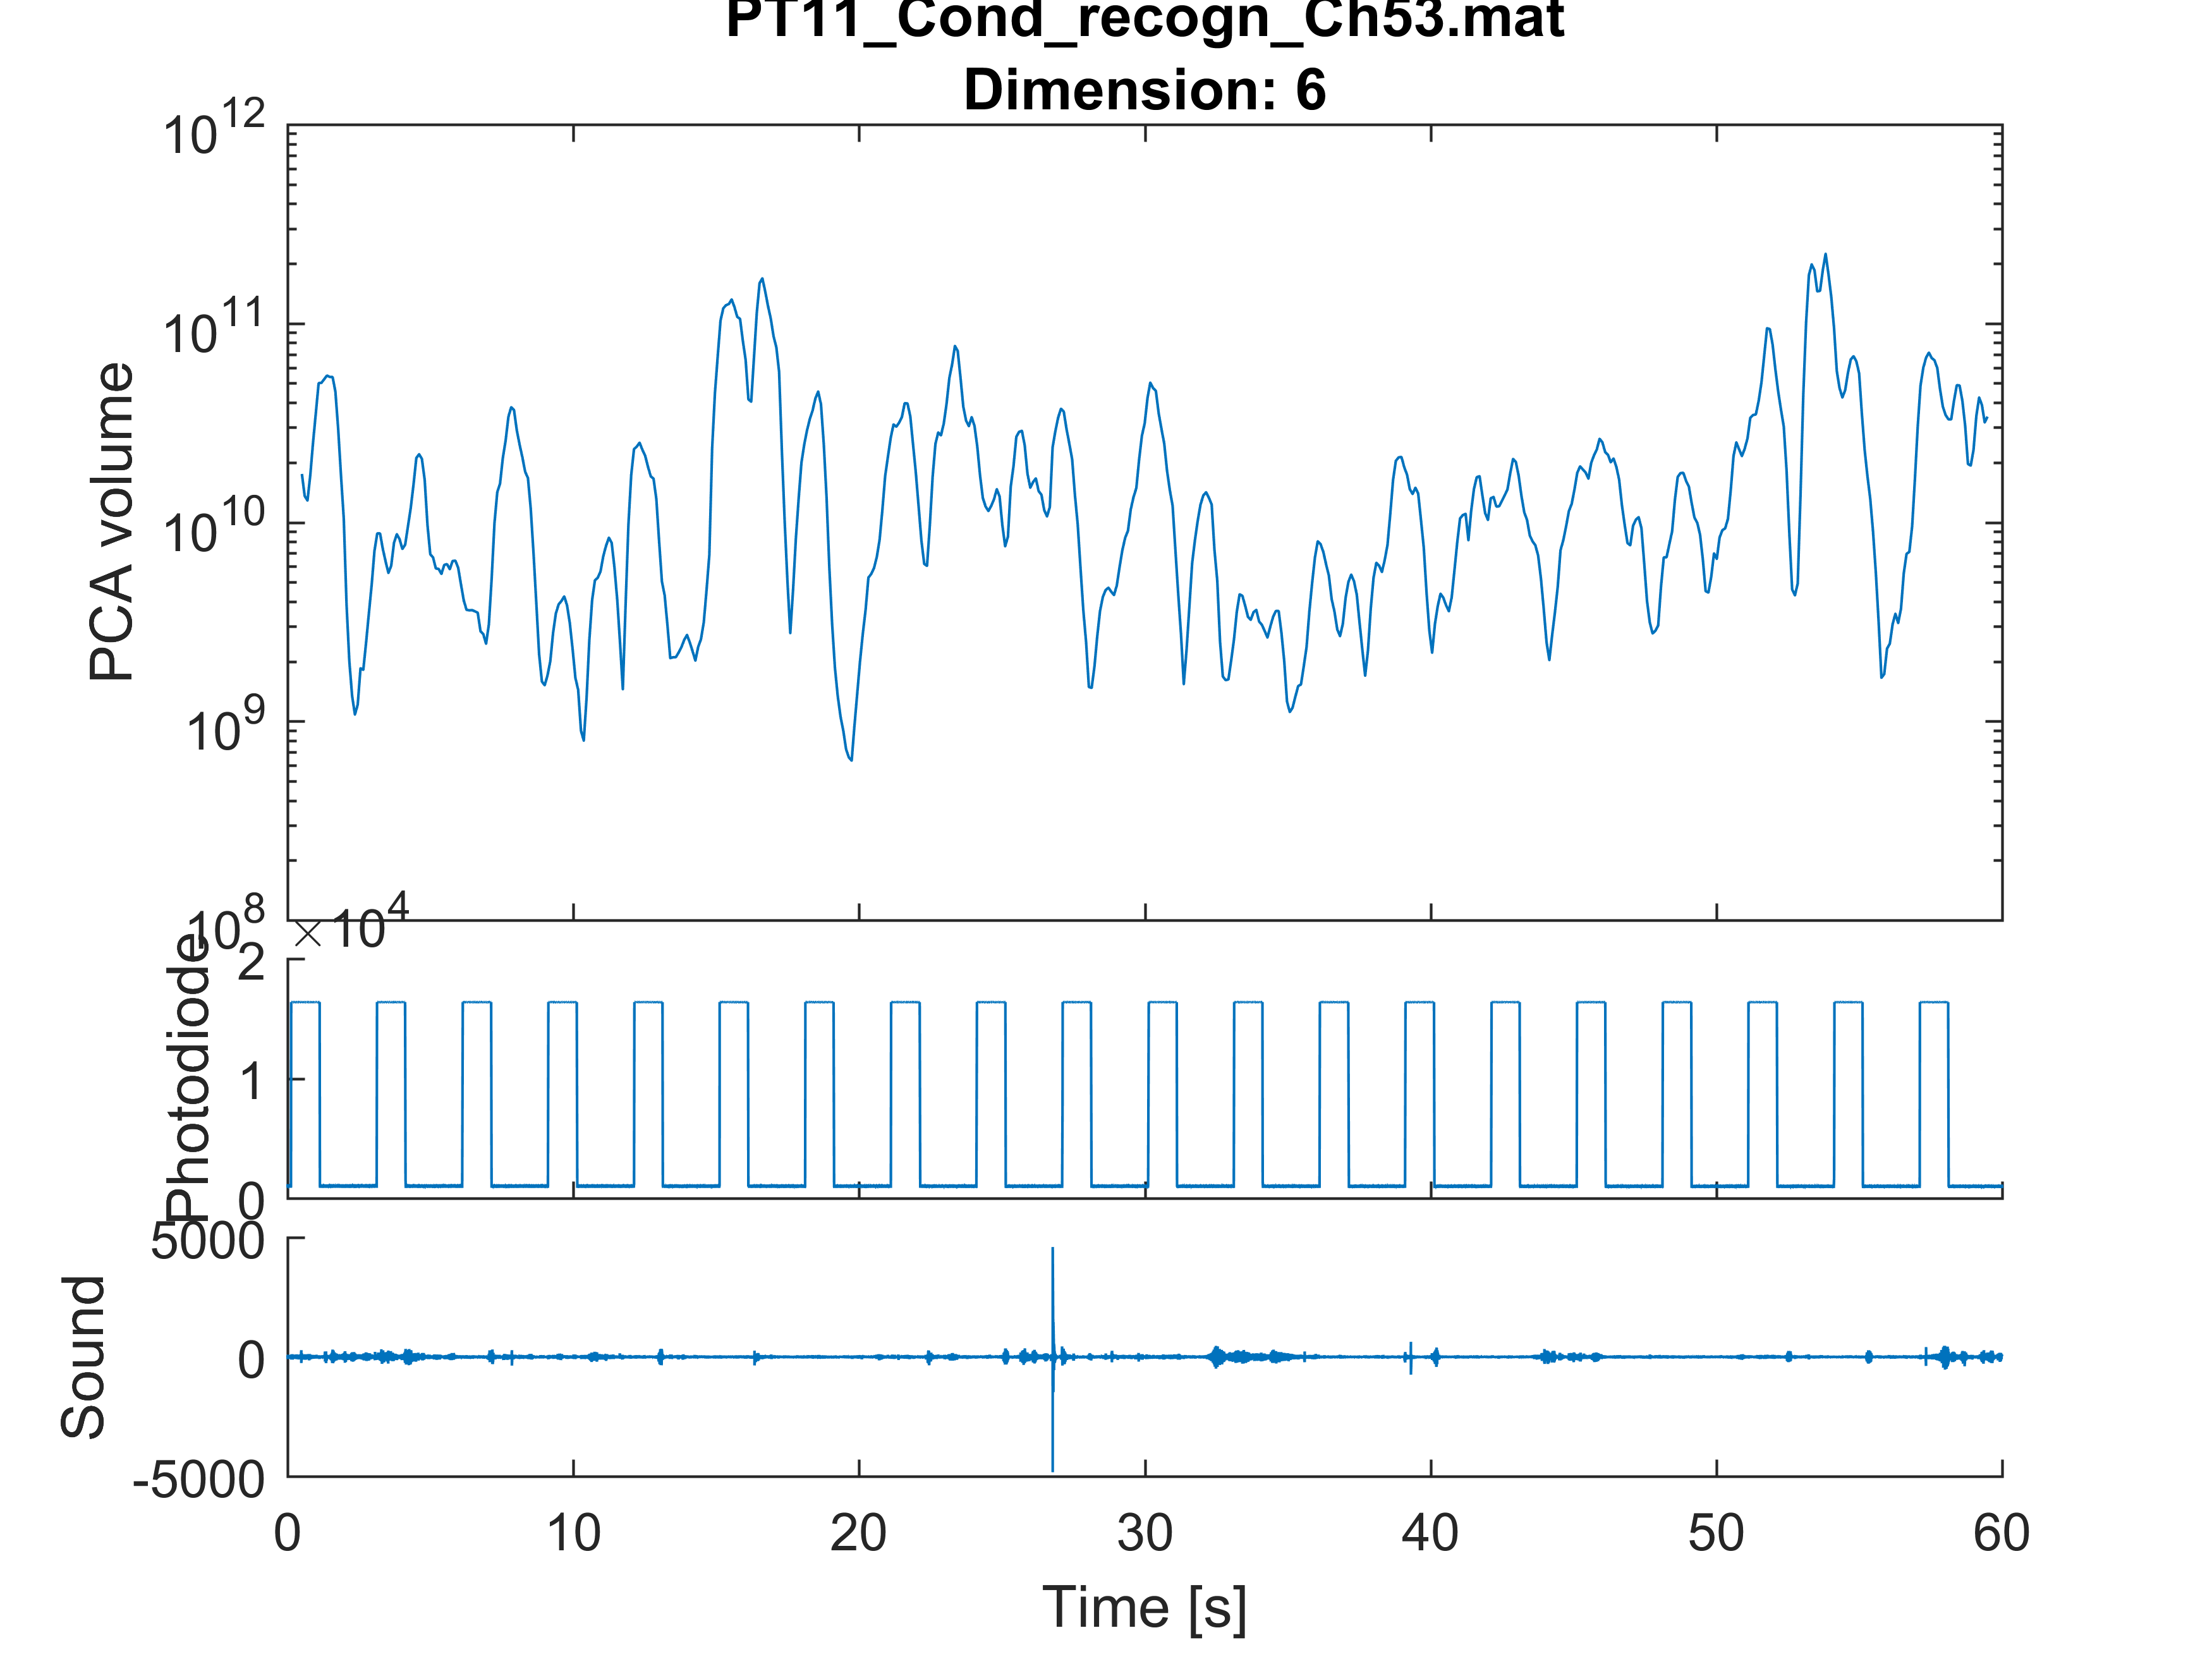 PT11_Cond_recogn_Ch53.mat
Dimension: 6
10^12
10^11
10^10
10^9
10^8
PCA volume
× 10^4
2
1
0
Photodiode
5000
0
-5000
Sound
0 10 20 30 40 50 60
Time [s]